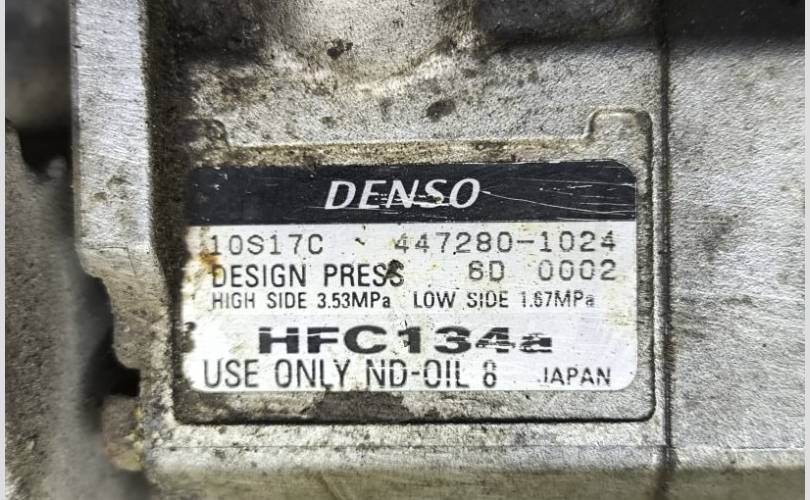 DENSO
10S17C 447280-1024
DESIGN PRESS 6D 0002
HIGH SIDE 3.53MPa LOW SIDE 1.67MPa
HFC134a
USE ONLY ND-OIL 8 JAPAN